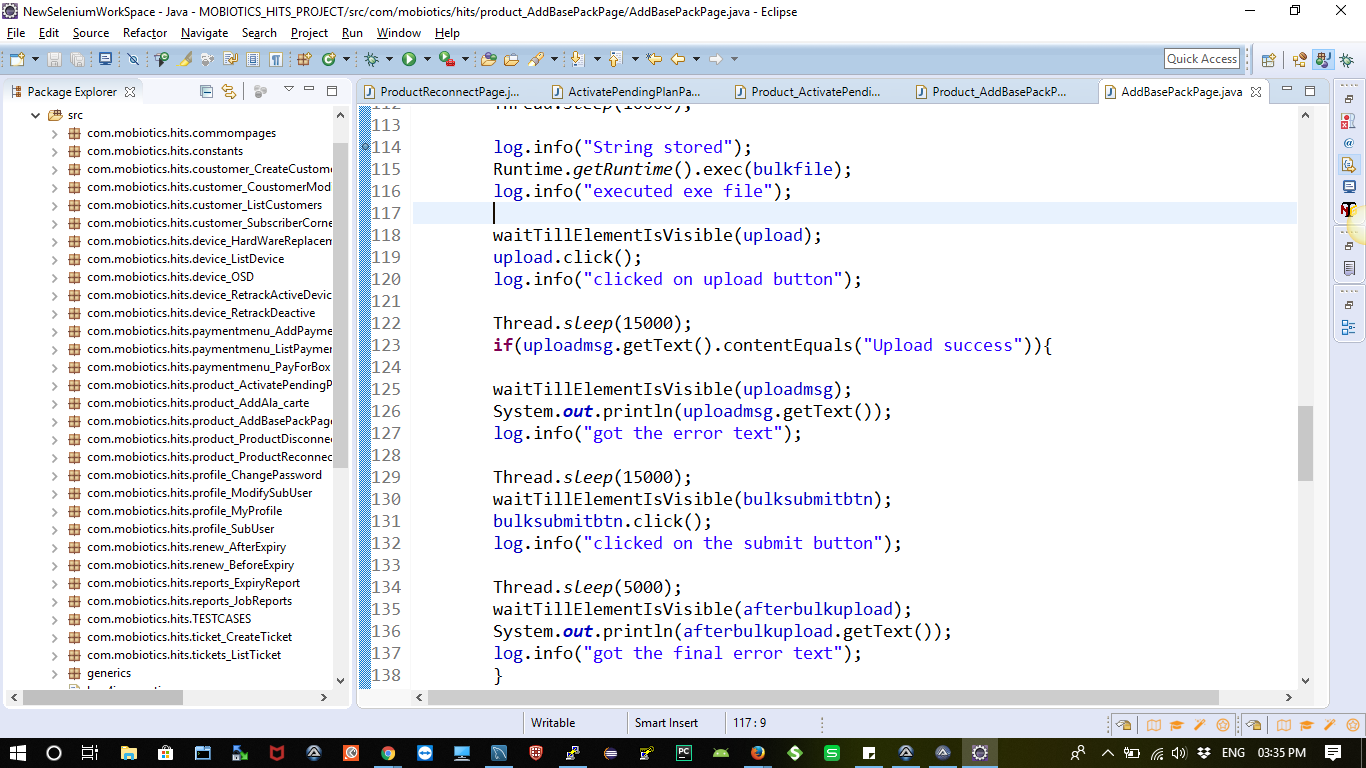 NewSeleniumWorkSpace - Java - MOBIOTICS_HITS_PROJECT/src/com/mobiotics/hits/product_AddBasePackPage/AddBasePackPage.java - Eclipse
File Edit Source Refactor Navigate Search Project Run Window Help
Quick Access
Package Explorer
ProductReconnectPage.j... ActivatePendingPlanPa... Product_ActivatePendi... Product_AddBasePackP... AddBasePackPage.java
src
com.mobiotics.hits.commompages
com.mobiotics.hits.constants
com.mobiotics.hits.coustomer_CreateCustome
com.mobiotics.hits.customer_CoustomerMod
com.mobiotics.hits.customer_ListCustomers
com.mobiotics.hits.customer_SubscriberCorne
com.mobiotics.hits.device_HardWareReplacem
com.mobiotics.hits.device_ListDevice
com.mobiotics.hits.device_OSD
com.mobiotics.hits.device_RetrackActiveDevic
com.mobiotics.hits.device_RetrackDeactive
com.mobiotics.hits.paymentmenu_AddPayme
com.mobiotics.hits.paymentmenu_ListPaymen
com.mobiotics.hits.paymentmenu_PayForBox
com.mobiotics.hits.product_ActivatePendingP
com.mobiotics.hits.product_AddAla_carte
com.mobiotics.hits.product_AddBasePackPage
com.mobiotics.hits.product_ProductDisconnec
com.mobiotics.hits.product_ProductReconnec
com.mobiotics.hits.profile_ChangePassword
com.mobiotics.hits.profile_ModifySubUser
com.mobiotics.hits.profile_MyProfile
com.mobiotics.hits.profile_SubUser
com.mobiotics.hits.renew_AfterExpiry
com.mobiotics.hits.renew_BeforeExpiry
com.mobiotics.hits.reports_ExpiryReport
com.mobiotics.hits.reports_JobReports
com.mobiotics.hits.TESTCASES
com.mobiotics.hits.ticket_CreateTicket
com.mobiotics.hits.tickets_ListTicket
generics
112 Thread.sleep(10000);
113
114 log.info("String stored");
115 Runtime.getRuntime().exec(bulkfile);
116 log.info("executed exe file");
117
118 waitTillElementIsVisible(upload);
119 upload.click();
120 log.info("clicked on upload button");
121
122 Thread.sleep(15000);
123 if(uploadmsg.getText().contentEquals("Upload success")){
124
125 waitTillElementIsVisible(uploadmsg);
126 System.out.println(uploadmsg.getText());
127 log.info("got the error text");
128
129 Thread.sleep(15000);
130 waitTillElementIsVisible(bulksubmitbtn);
131 bulksubmitbtn.click();
132 log.info("clicked on the submit button");
133
134 Thread.sleep(5000);
135 waitTillElementIsVisible(afterbulkupload);
136 System.out.println(afterbulkupload.getText());
137 log.info("got the final error text");
138 }
Writable Smart Insert 117 : 9
ENG 03:35 PM